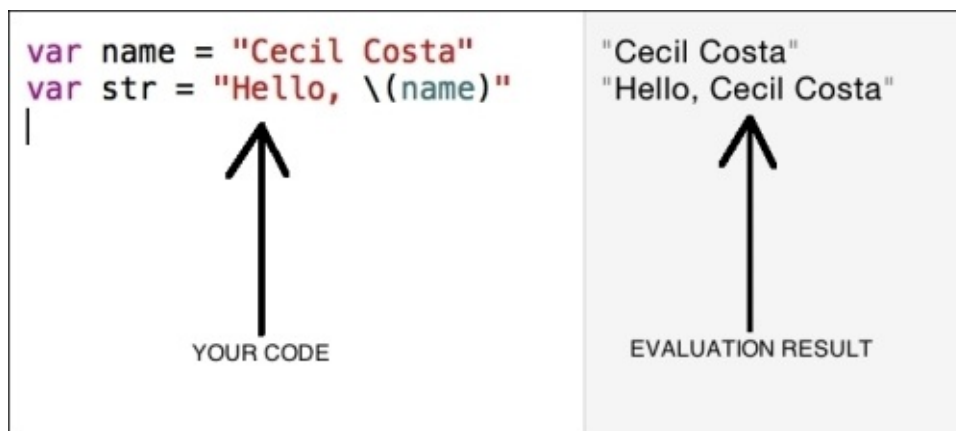 var name = "Cecil Costa"
var str = "Hello, \(name)"
YOUR CODE
"Cecil Costa"
"Hello, Cecil Costa"
EVALUATION RESULT